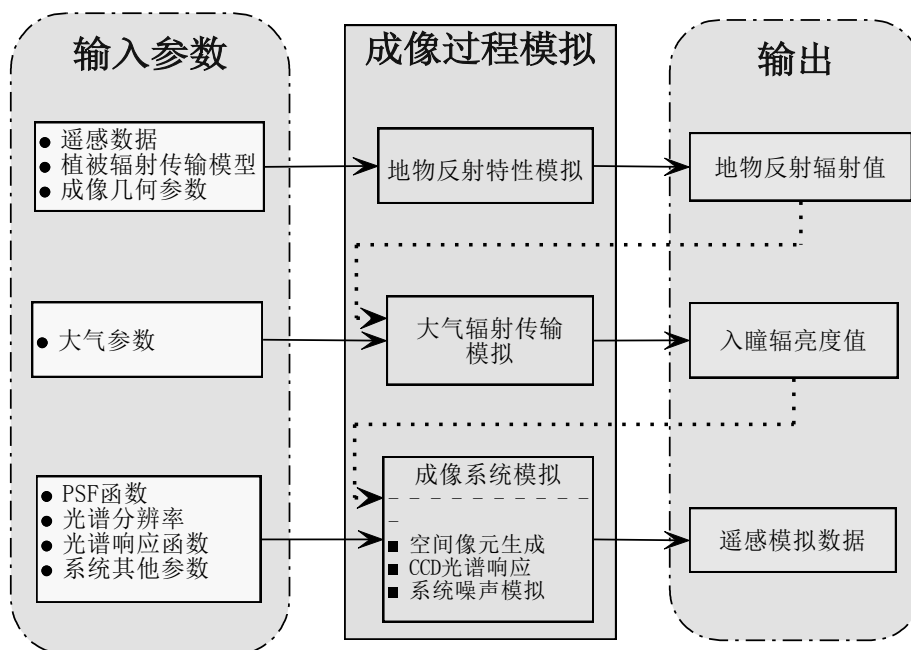 输入参数
成像过程模拟
输出
● 遥感数据
● 植被辐射传输模型
● 成像几何参数
地物反射特性模拟
地物反射辐射值
● 大气参数
大气辐射传输
模拟
入瞳辐亮度值
● PSF函数
● 光谱分辨率
● 光谱响应函数
● 系统其他参数
成像系统模拟
■ 空间像元生成
■ CCD光谱响应
■ 系统噪声模拟
遥感模拟数据